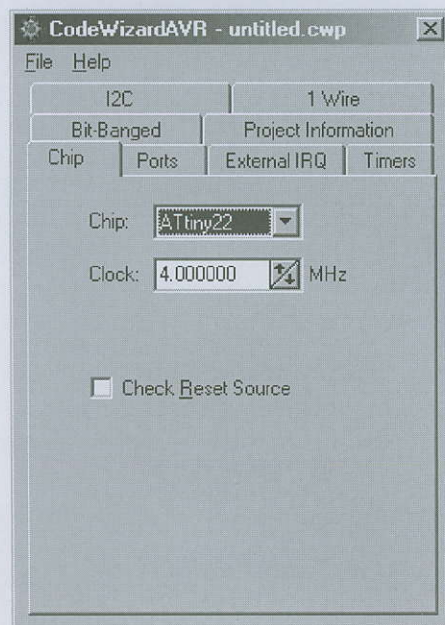 CodeWizardAVR - untitled.cwp
File Help
I2C 1 Wire
Bit-Banged Project Information
Chip Ports External IRQ Timers
Chip: ATtiny22
Clock: 4.000000 MHz
Check Reset Source